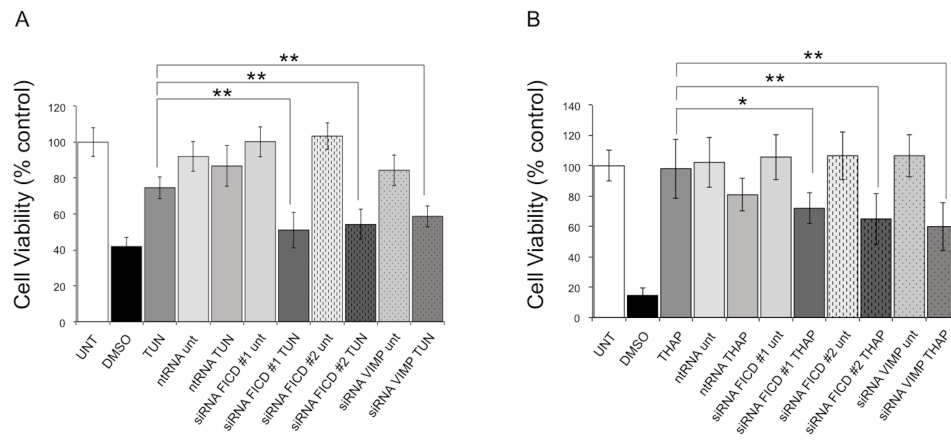 A
Cell Viability (% control)
120
100
80
60
40
20
0
**
**
**
UNT
DMSO
TUN
ntRNA unt
ntRNA TUN
siRNA FICD #1 unt
siRNA FICD #1 TUN
siRNA FICD #2 unt
siRNA FICD #2 TUN
siRNA VIMP unt
siRNA VIMP TUN
B
Cell Viability (% control)
140
120
100
80
60
40
20
0
**
**
*
UNT
DMSO
THAP
ntRNA unt
ntRNA THAP
siRNA FICD #1 unt
siRNA FICD #1 THAP
siRNA FICD #2 unt
siRNA FICD #2 THAP
siRNA VIMP unt
siRNA VIMP THAP